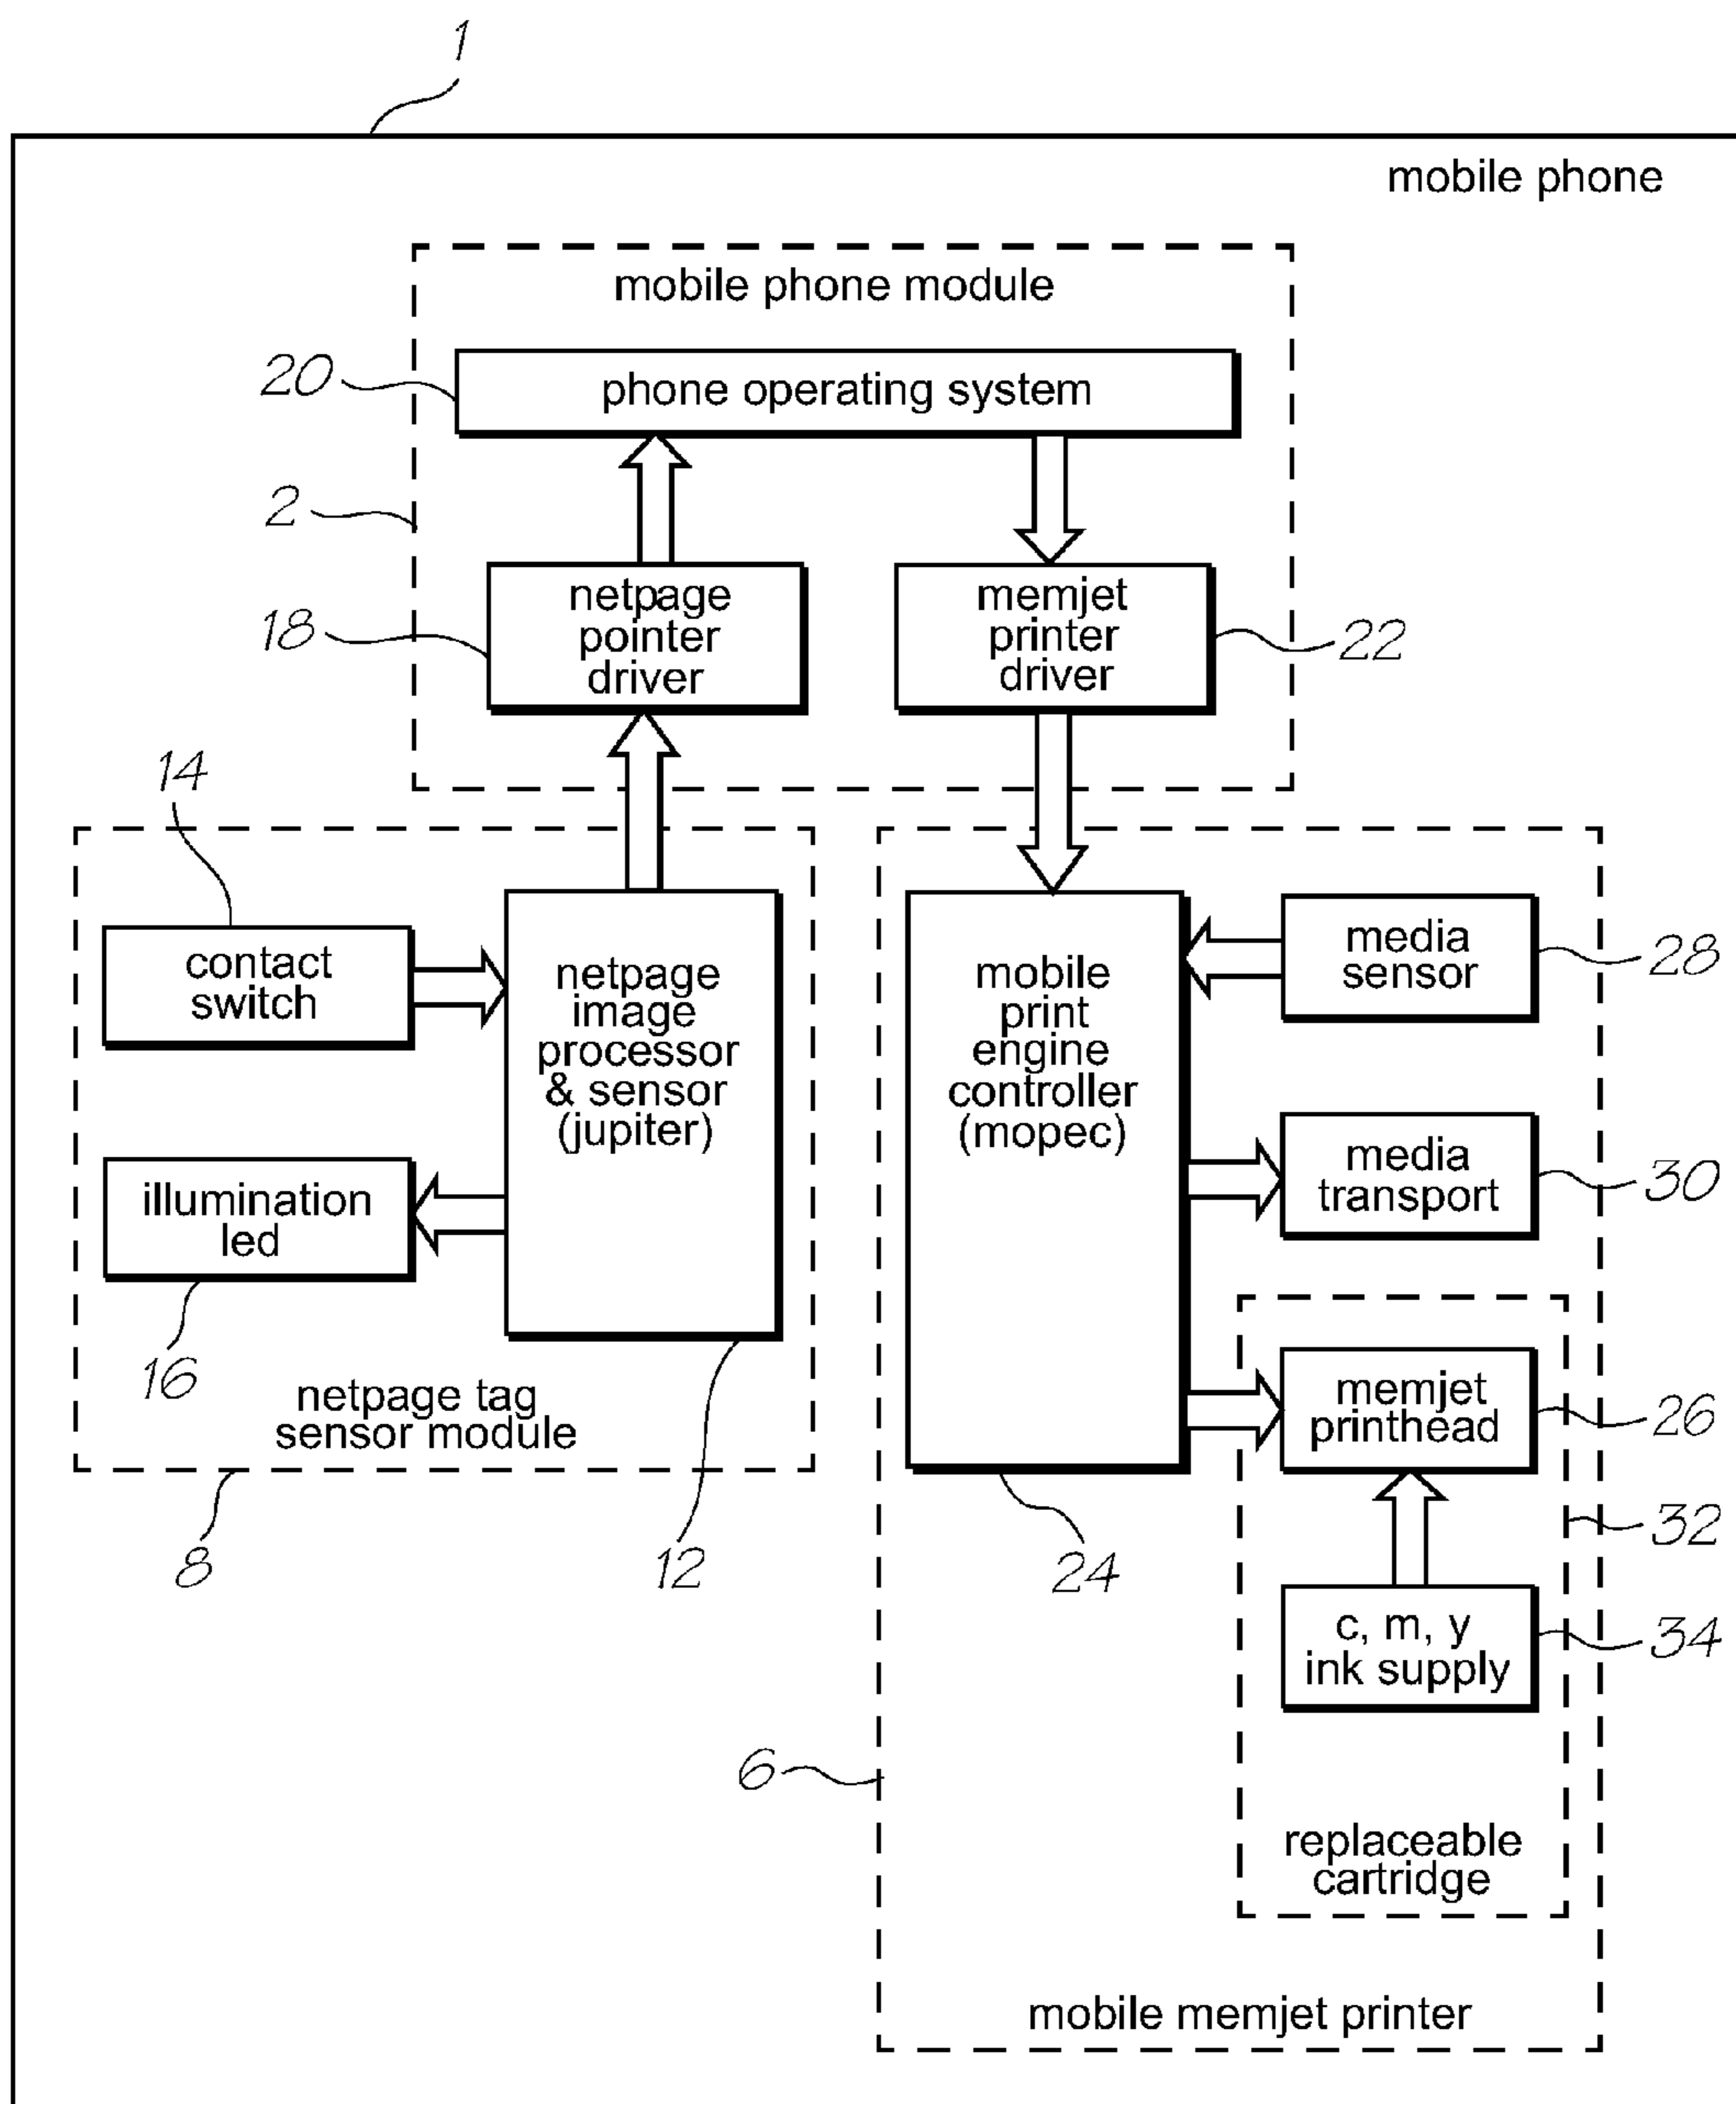 1
mobile phone
mobile phone module
20
phone operating system
2
netpage
pointer
driver
18
memjet
printer
driver
22
14
contact
switch
netpage
image
processor
& sensor
(jupiter)
illumination
led
16
netpage tag
sensor module
8
12
mobile
print
engine
controller
(mopec)
media
sensor
28
media
transport
30
memjet
printhead
26
32
24
c, m, y
ink supply
34
6
replaceable
cartridge
mobile memjet printer